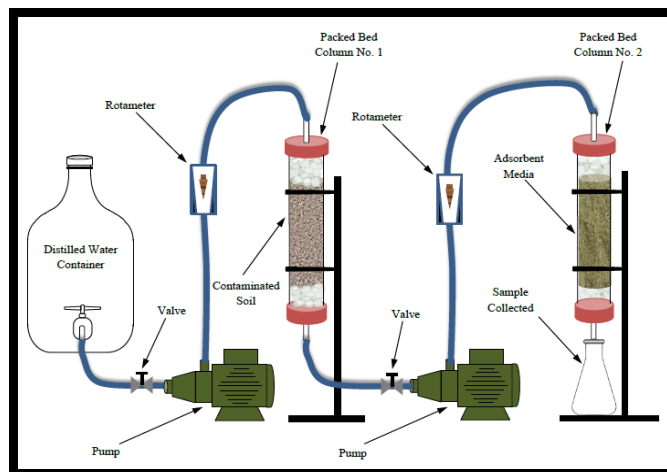 Packed Bed
Column No. 1
Packed Bed
Column No. 2
Rotameter
Rotameter
Adsorbent
Media
Distilled Water
Container
Contaminated
Soil
Sample
Collected
Valve
Valve
Pump
Pump